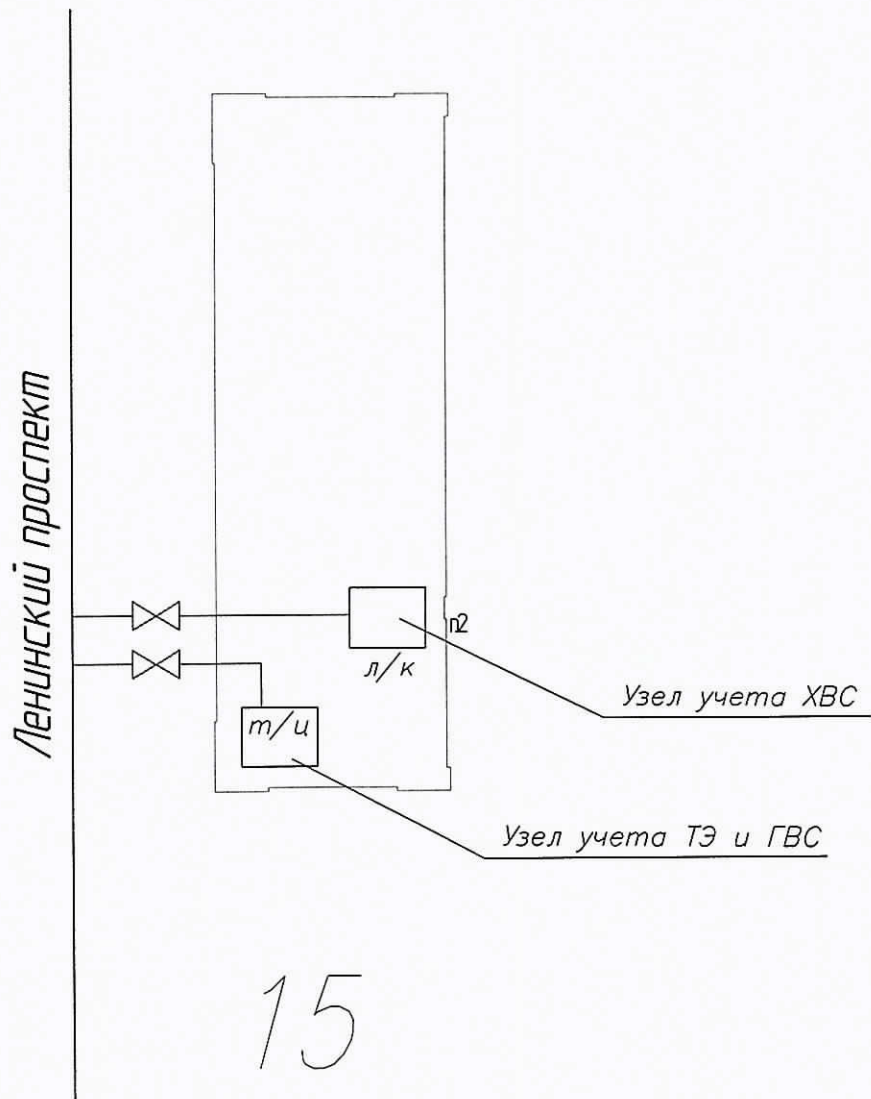 Ленинский проспект
п2
л/к
Узел учета ХВС
т/и
Узел учета ТЭ и ГВС
15